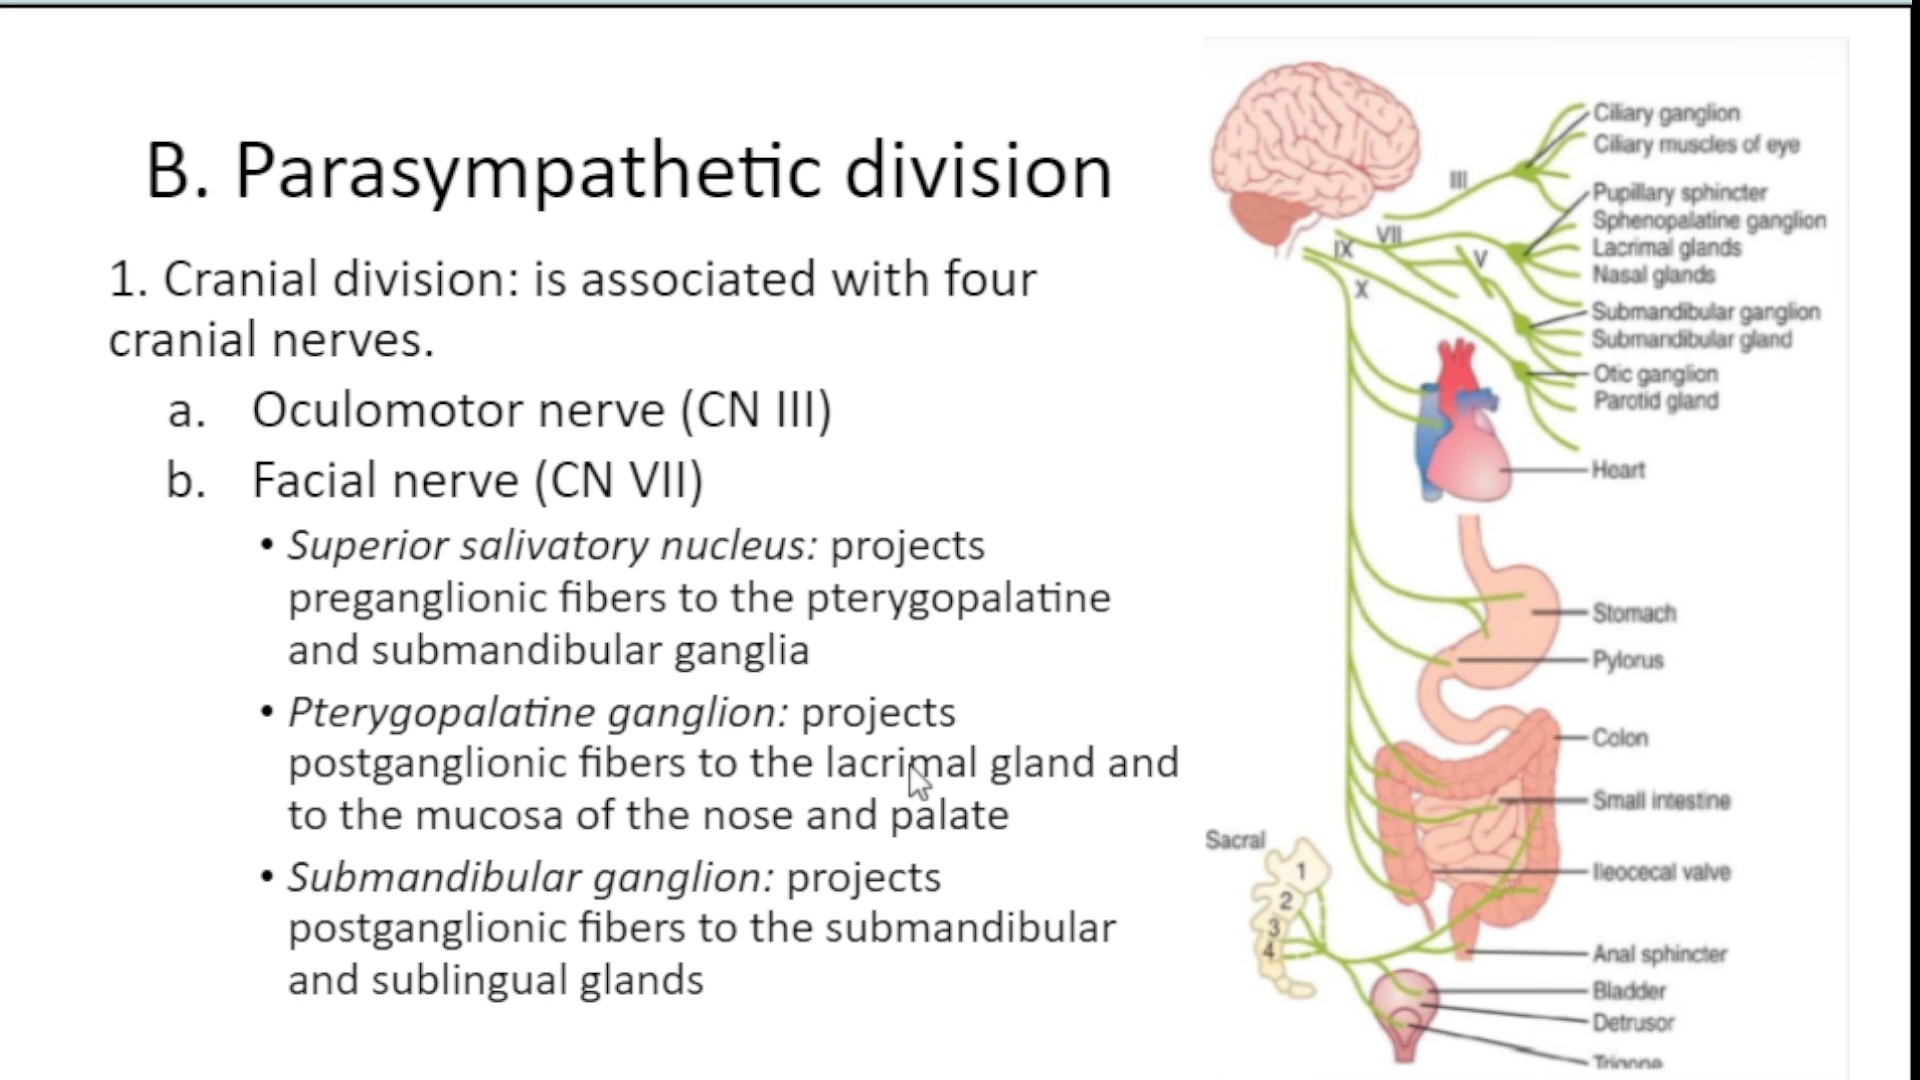 B. Parasympathetic division
1. Cranial division: is associated with four
cranial nerves.
a. Oculomotor nerve (CN III)
b. Facial nerve (CN VII)
• Superior salivatory nucleus: projects
preganglionic fibers to the pterygopalatine
and submandibular ganglia
• Pterygopalatine ganglion: projects
postganglionic fibers to the lacrimal gland and
to the mucosa of the nose and palate
• Submandibular ganglion: projects
postganglionic fibers to the submandibular
and sublingual glands
Ciliary ganglion
Ciliary muscles of eye
III
Pupillary sphincter
Sphenopalatine ganglion
VII
IX
Lacrimal glands
V
Nasal glands
X
Submandibular ganglion
Submandibular gland
Otic ganglion
Parotid gland
Heart
Stomach
Pylorus
Colon
Small intestine
Sacral
Ileocecal valve
1
2
3
4
Anal sphincter
Bladder
Detrusor
Trigone